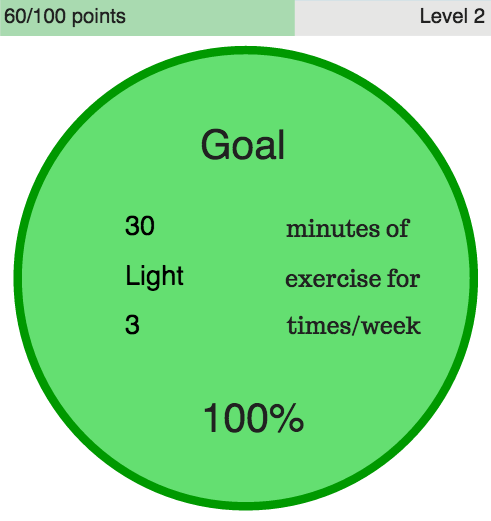 60/100 points Level 2
Goal
30 minutes of
Light exercise for
3 times/week
100%